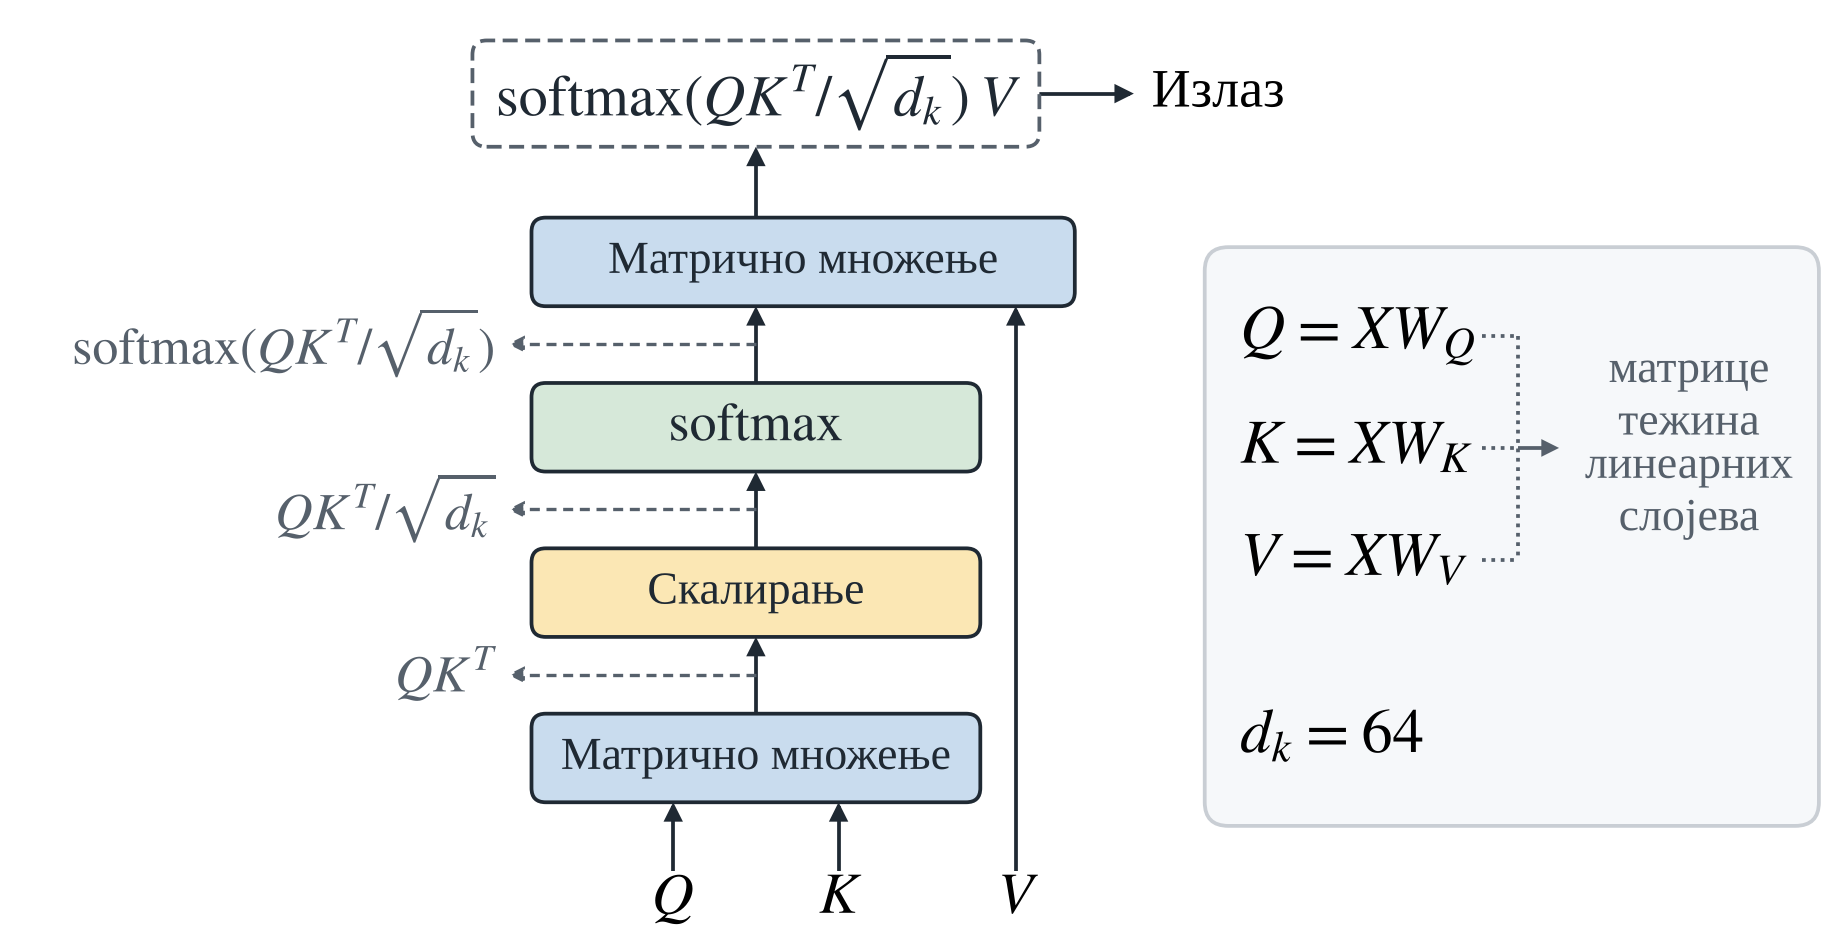 softmax(QK^T/√d_k) V
Излаз
Матрично множење
softmax(QK^T/√d_k)
softmax
QK^T/√d_k
Скалирање
QK^T
Матрично множење
Q
K
V
Q = XW_Q
K = XW_K
V = XW_V
матрице
тежина
линеарних
слојева
d_k = 64